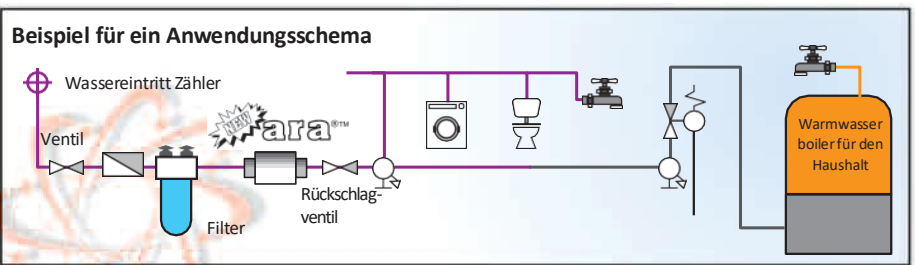 Beispiel für ein Anwendungsschema
Wassereintritt Zähler
NEW
ara®™
Ventil
Filter
Rückschlag-
ventil
Warmwasser
boiler für den
Haushalt